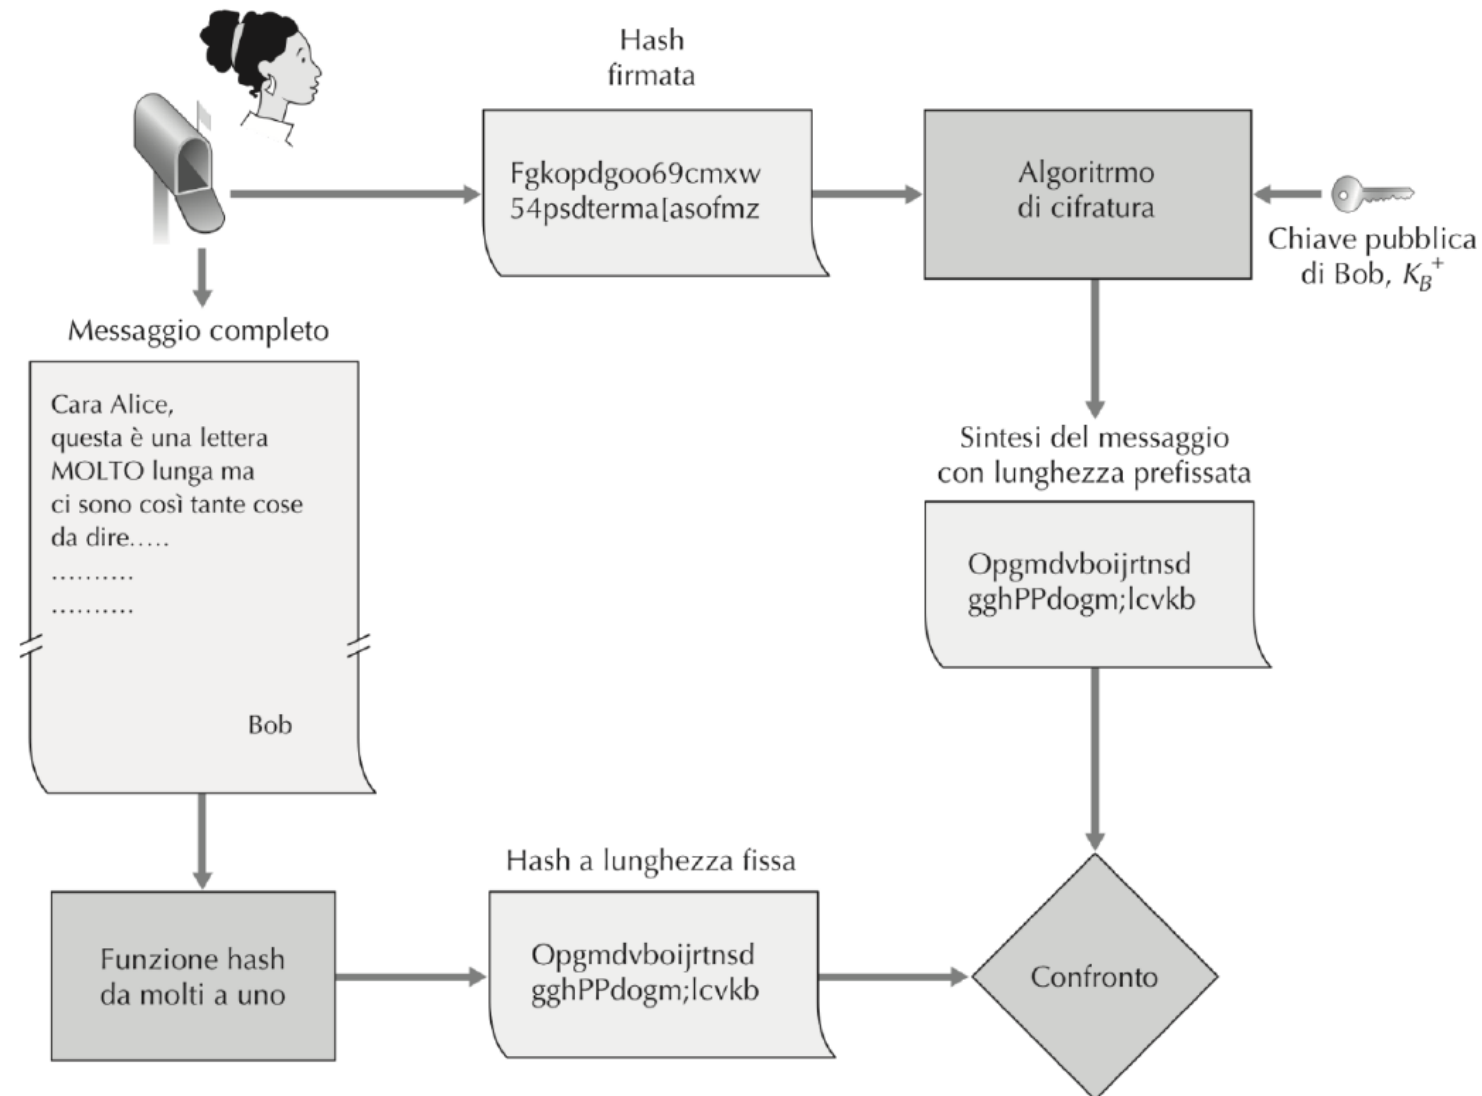 Hash
firmata
Fgkopdgoo69cmxw
54psdterma[asofmz
Algoritrmo
di cifratura
Chiave pubblica
di Bob, K_B^+
Messaggio completo
Cara Alice,
questa è una lettera
MOLTO lunga ma
ci sono così tante cose
da dire.....
..........
..........
Bob
Sintesi del messaggio
con lunghezza prefissata
Opgmdvboijrtnsd
gghPPdogm;lcvkb
Funzione hash
da molti a uno
Hash a lunghezza fissa
Opgmdvboijrtnsd
gghPPdogm;lcvkb
Confronto